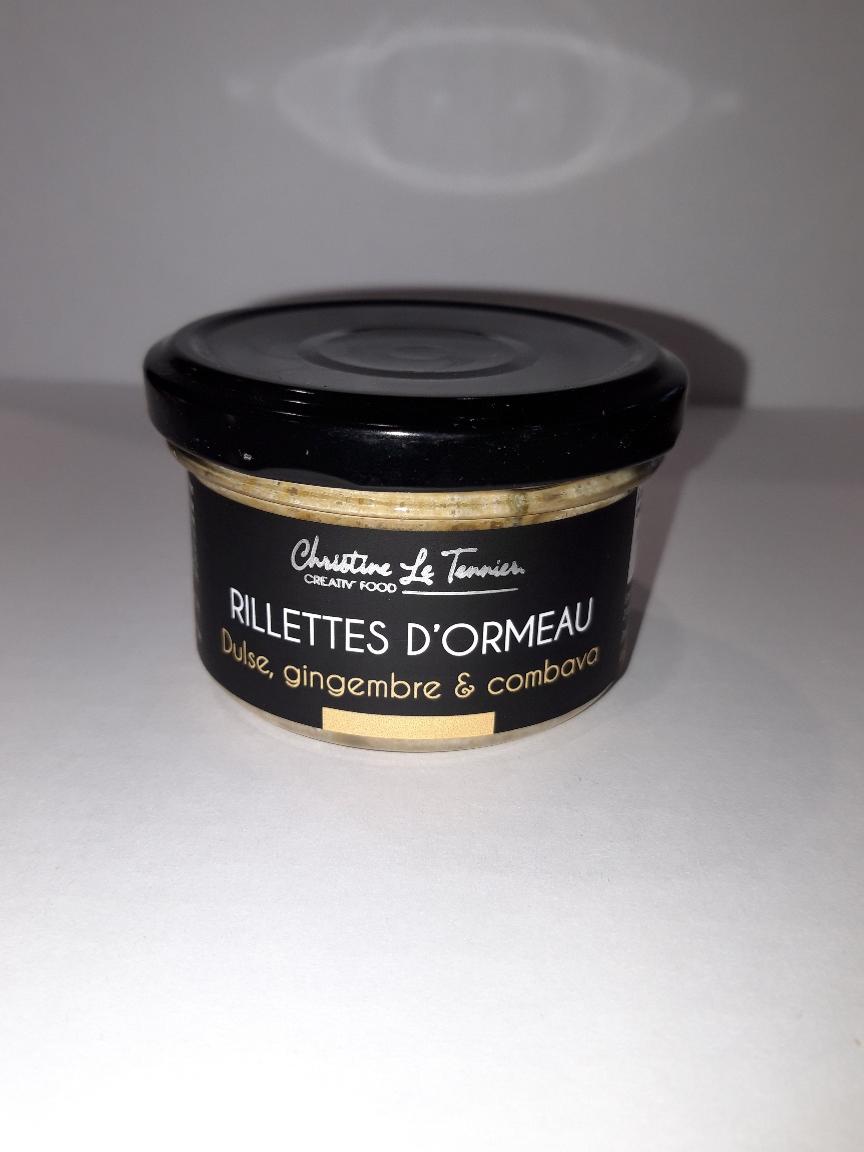 Christine Le Tennier
CREATIV' FOOD
RILLETTES D'ORMEAU
Dulse, gingembre & combava